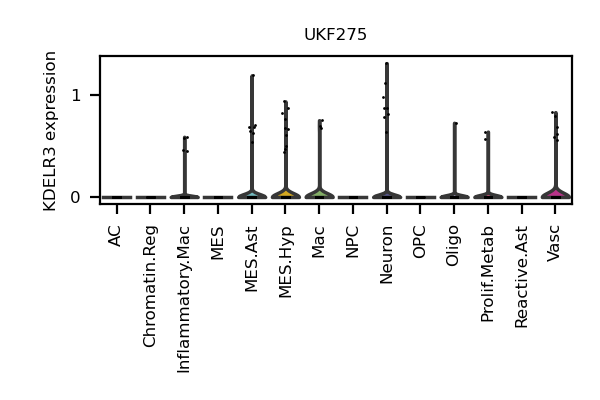 UKF275
KDELR3 expression
1
0
AC
Chromatin.Reg
Inflammatory.Mac
MES
MES.Ast
MES.Hyp
Mac
NPC
Neuron
OPC
Oligo
Prolif.Metab
Reactive.Ast
Vasc